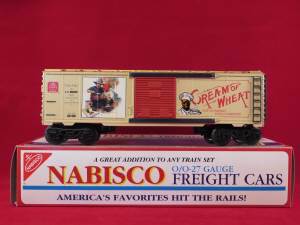 CREAM OF WHEAT
A GREAT ADDITION TO ANY TRAIN SET
NABISCO
O/O-27 GAUGE
FREIGHT CARS
AMERICA'S FAVORITES HIT THE RAILS!